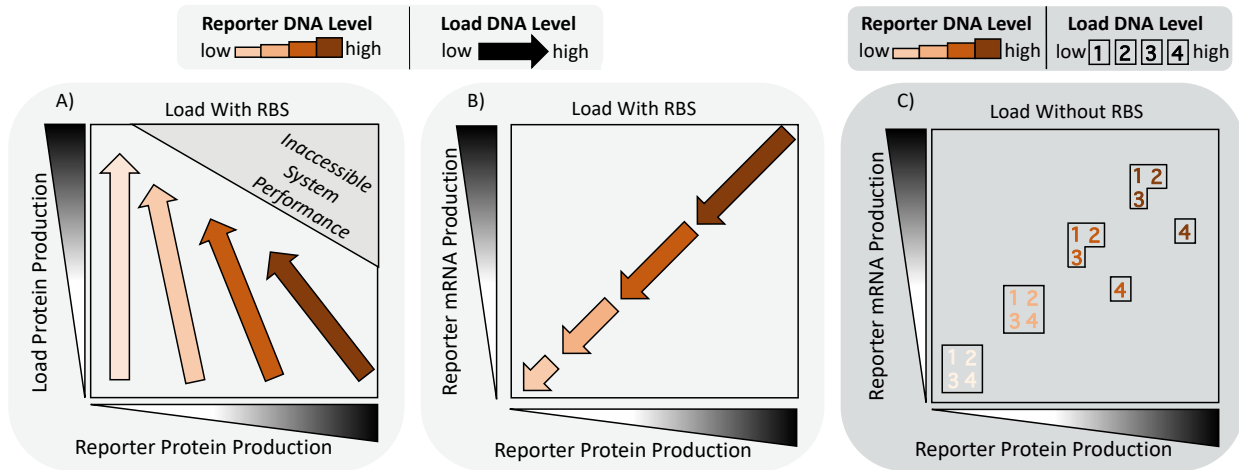 Reporter DNA Level
low high
Load DNA Level
low high
Reporter DNA Level
low high
Load DNA Level
low 1 2 3 4 high
A)
Load With RBS
Load Protein Production
Inaccessible
System
Performance
Reporter Protein Production
B)
Load With RBS
Reporter mRNA Production
Reporter Protein Production
C)
Load Without RBS
Reporter mRNA Production
1 2
3
4
1 2
3
4
1 2
3 4
1 2
3 4
Reporter Protein Production